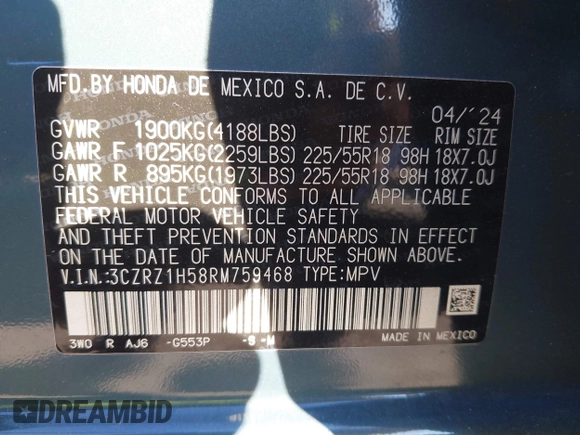 MFD.BY HONDA DE MEXICO S.A. DE C.V.
04/'24
GVWR 1900KG(4188LBS) TIRE SIZE RIM SIZE
GAWR F 1025KG(2259LBS) 225/55R18 98H 18X7.0J
GAWR R 895KG(1973LBS) 225/55R18 98H 18X7.0J
THIS VEHICLE CONFORMS TO ALL APPLICABLE
FEDERAL MOTOR VEHICLE SAFETY
AND THEFT PREVENTION STANDARDS IN EFFECT
ON THE DATE OF MANUFACTURE SHOWN ABOVE.
V.I.N.:3CZRZ1H58RM759468 TYPE:MPV
3W0 R AJ6 -G553P -S-M
MADE IN MEXICO
DREAMBID